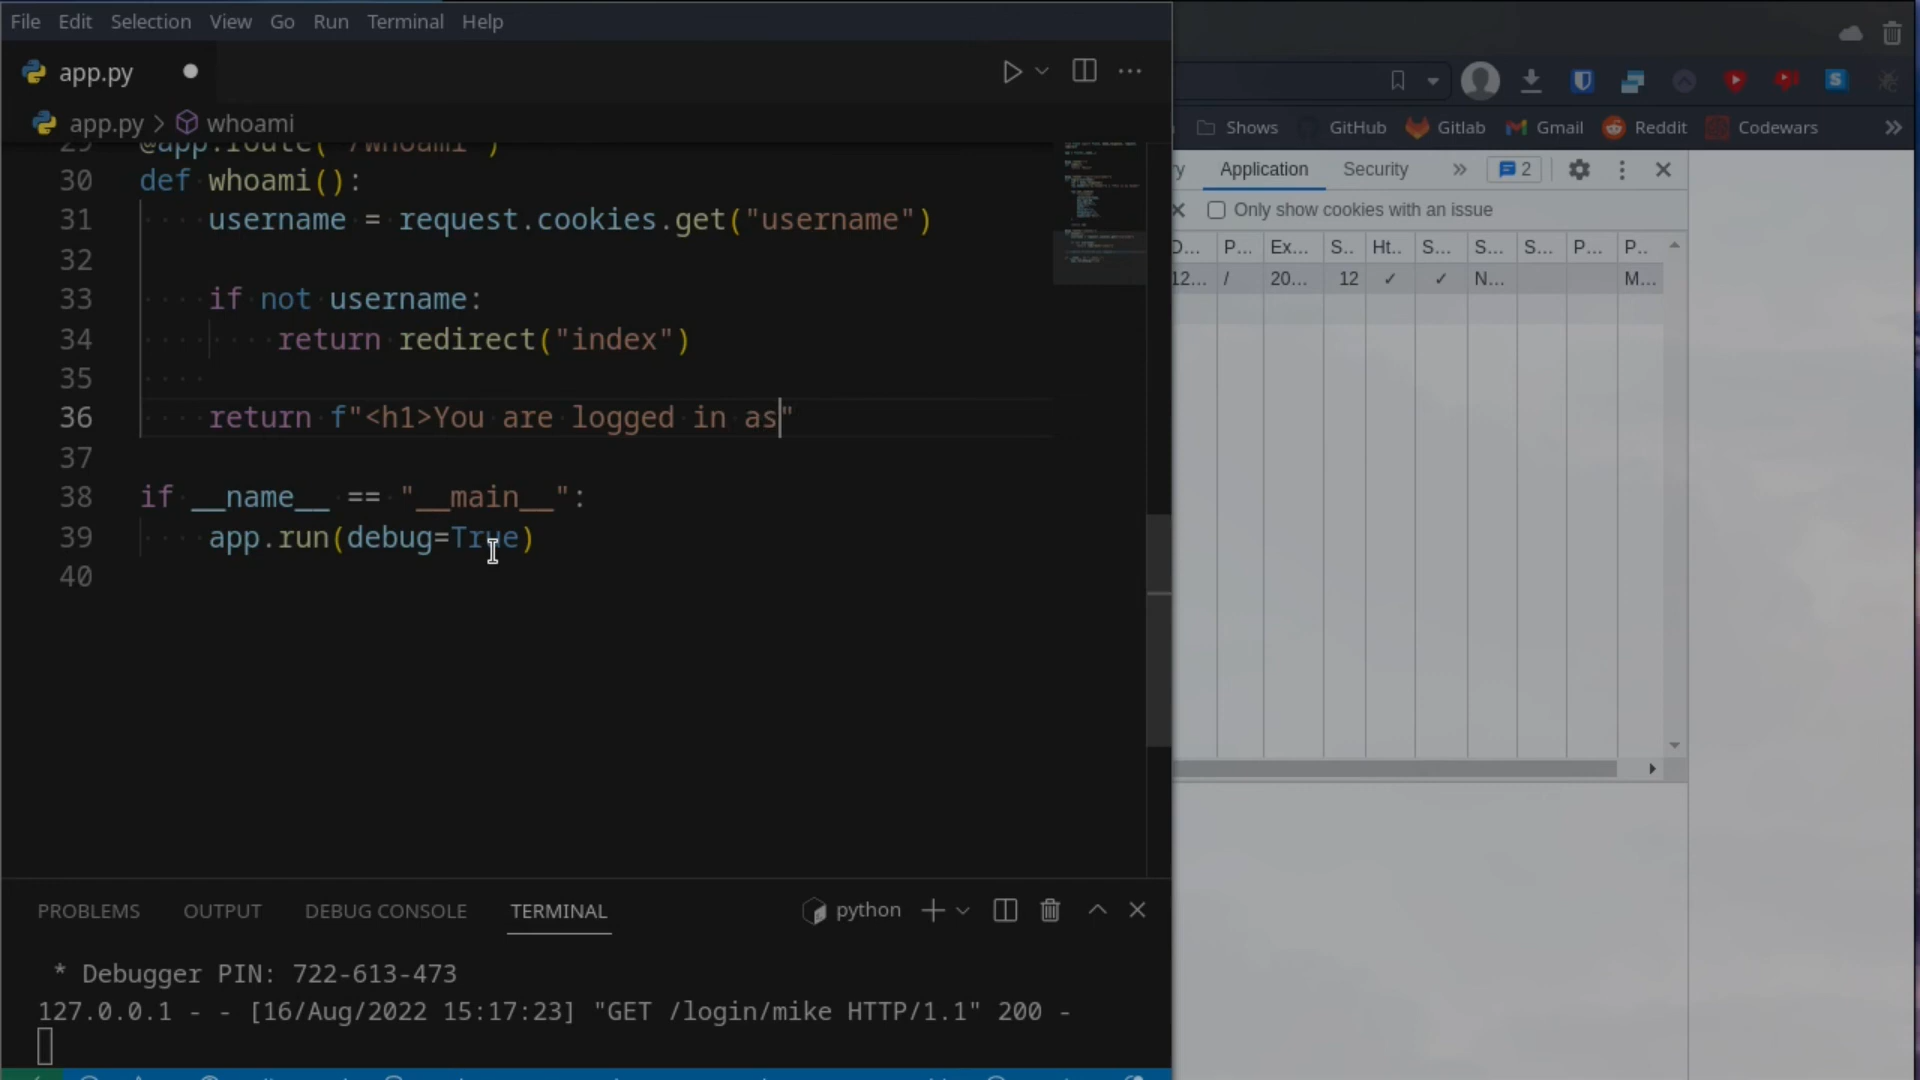 File Edit Selection View Go Run Terminal Help
app.py
app.py > whoami
29 @app.route("/whoami")
30 def whoami():
31 username = request.cookies.get("username")
32
33 if not username:
34 return redirect("index")
35
36 return f"<h1>You are logged in as"
37
38 if __name__ == "__main__":
39 app.run(debug=True)
40
PROBLEMS OUTPUT DEBUG CONSOLE TERMINAL python
* Debugger PIN: 722-613-473
127.0.0.1 - - [16/Aug/2022 15:17:23] "GET /login/mike HTTP/1.1" 200 -
Shows GitHub Gitlab Gmail Reddit Codewars
y Application Security 2
Only show cookies with an issue
D... P... Ex... S.. Ht.. S... S... S... P... P..
12... / 20... 12 ✓ ✓ N... M...